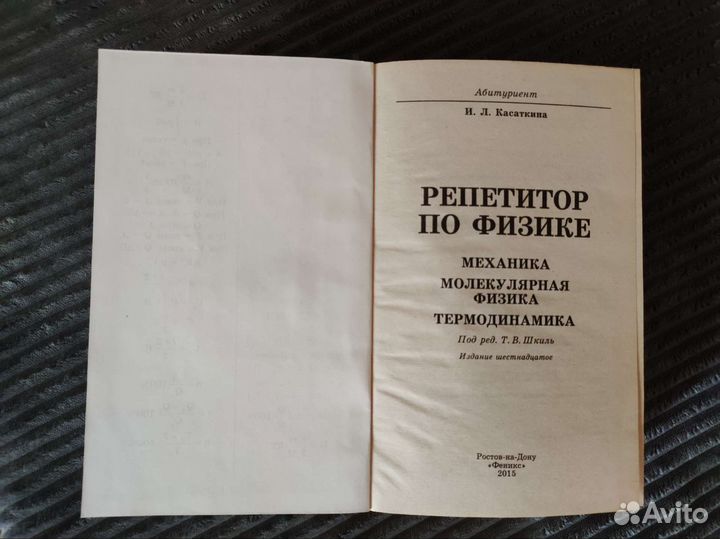 Абитуриент
И. Л. Касаткина
РЕПЕТИТОР
ПО ФИЗИКЕ
МЕХАНИКА
МОЛЕКУЛЯРНАЯ
ФИЗИКА
ТЕРМОДИНАМИКА
Под ред. Т. В. Шкиль
Издание шестнадцатое
Ростов-на-Дону
«Феникс»
2015
Avito